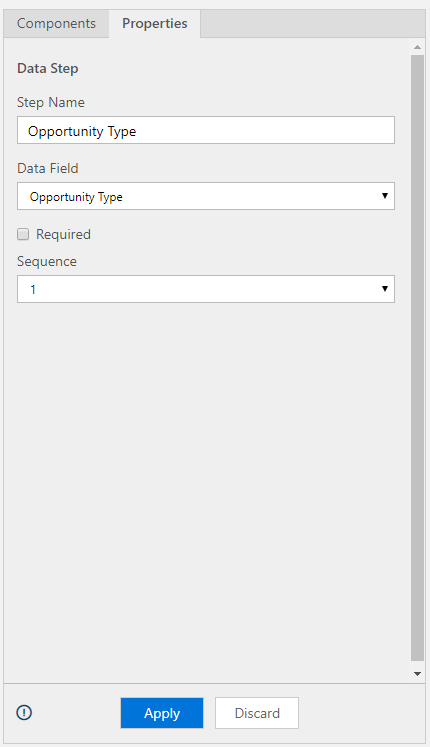 Components Properties
Data Step
Step Name
Opportunity Type
Data Field
Opportunity Type
Required
Sequence
1
Apply Discard